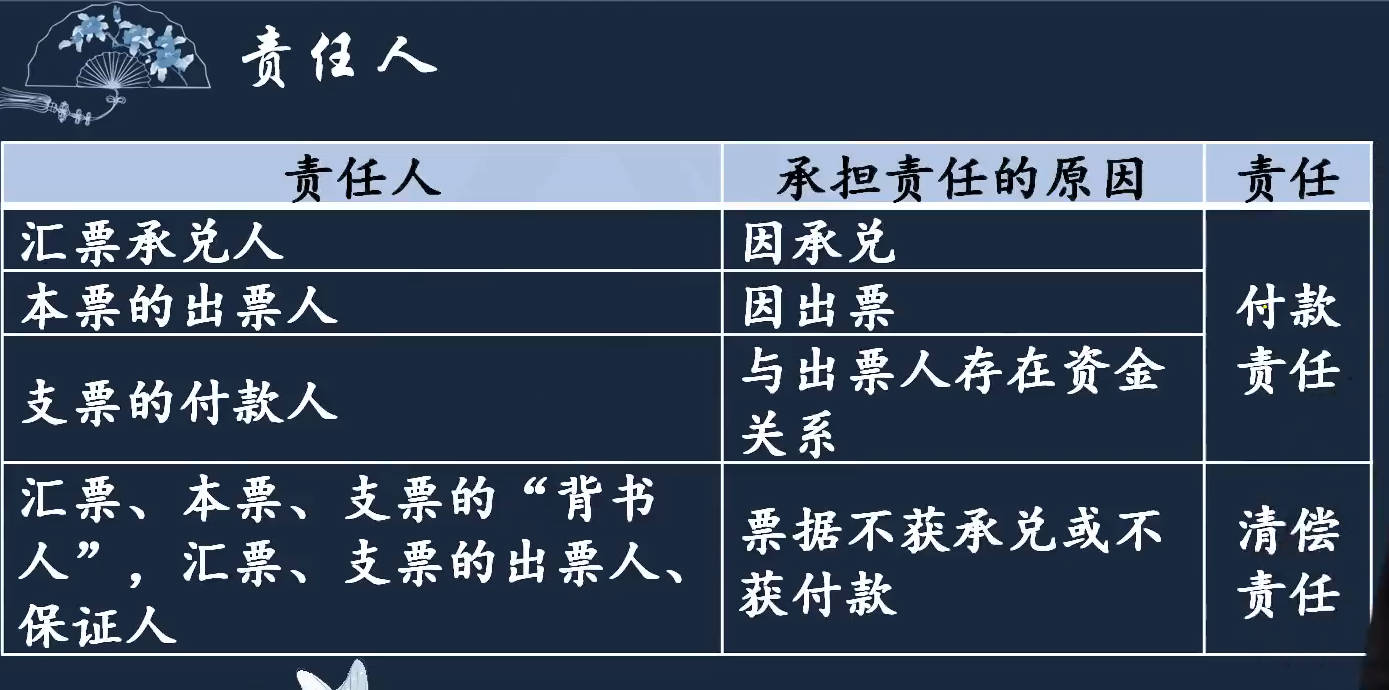 责任人
责任人 承担责任的原因 责任
汇票承兑人 因承兑
本票的出票人 因出票
付款
责任
支票的付款人
与出票人存在资金
关系
汇票、本票、支票的“背书
人”，汇票、支票的出票人、
保证人
票据不获承兑或不
获付款
清偿
责任